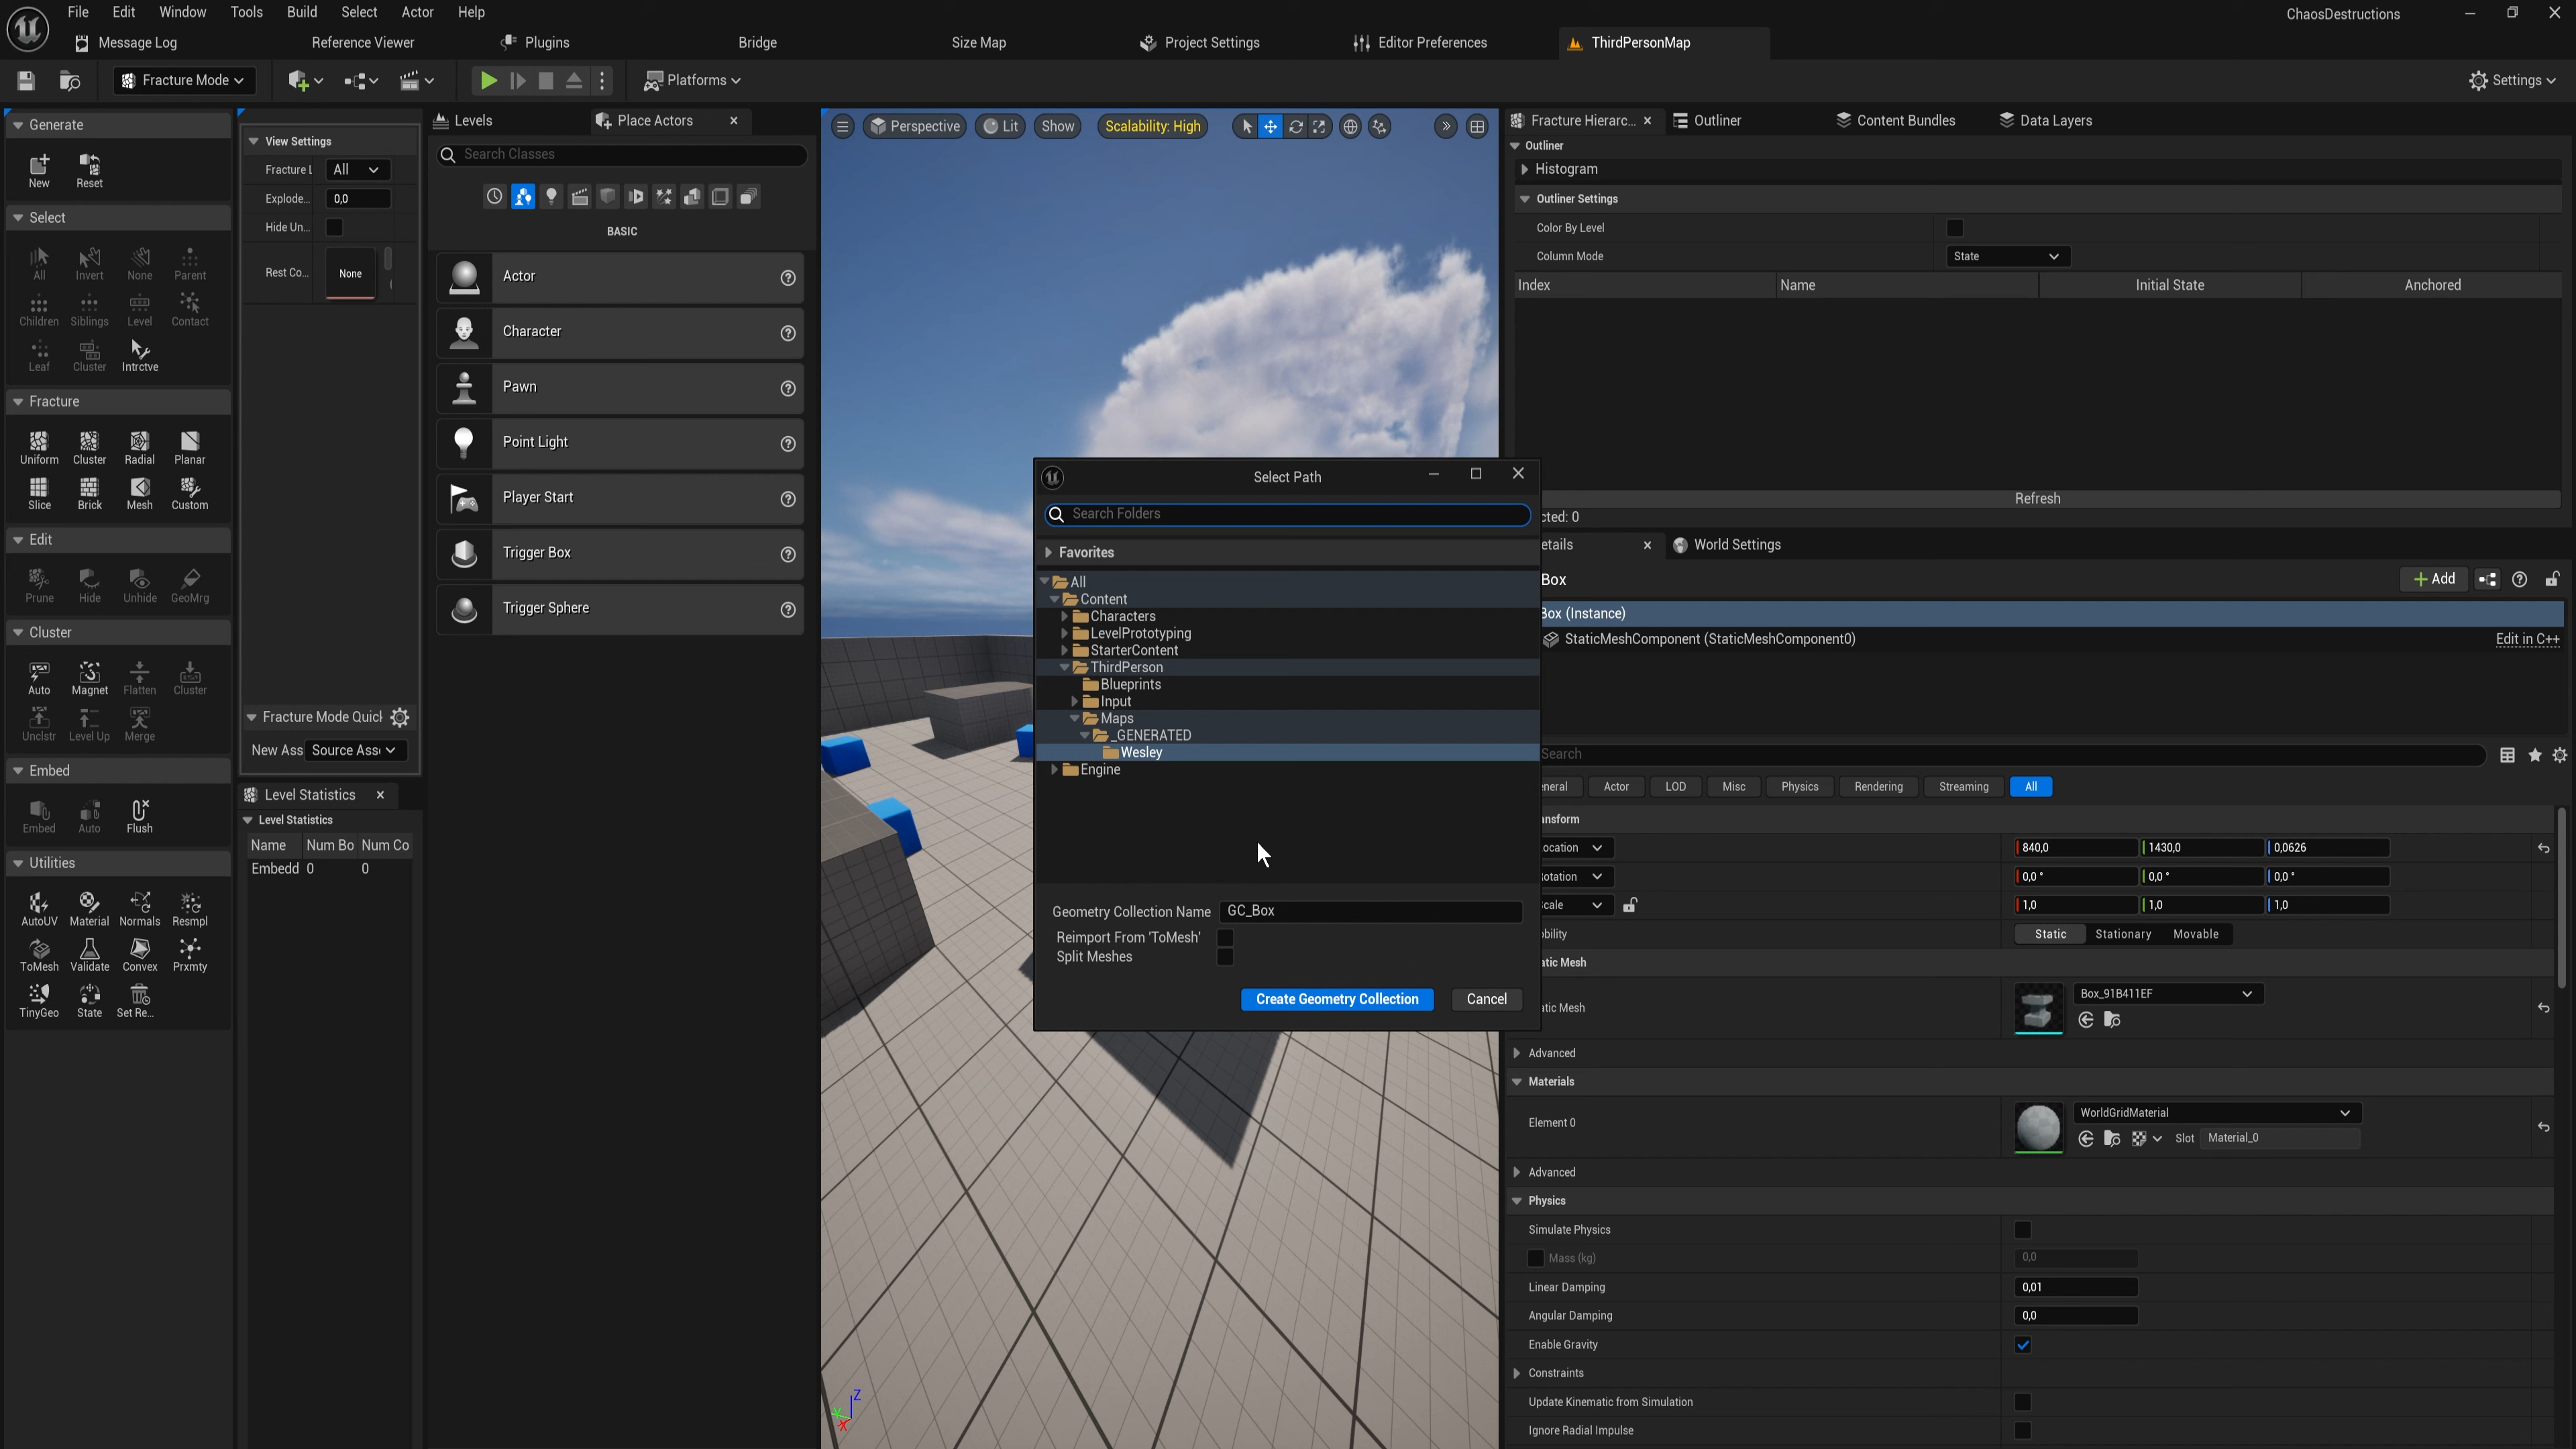 File Edit Window Tools Build Select Actor Help
ChaosDestructions
Message Log Reference Viewer Plugins Bridge Size Map Project Settings Editor Preferences ThirdPersonMap
Fracture Mode Platforms Settings
Generate
New Reset
Select
All Invert None Parent
Children Siblings Level Contact
Leaf Cluster Intrctve
Fracture
Uniform Cluster Radial Planar
Slice Brick Mesh Custom
Edit
Prune Hide Unhide GeoMrg
Cluster
Auto Magnet Flatten Cluster
Unclstr Level Up Merge
Embed
Embed Auto Flush
Utilities
AutoUV Material Normals Resmpl
ToMesh Validate Convex Prxmty
TinyGeo State Set Re...
View Settings
Fracture L All
Explode... 0,0
Hide Un...
Rest Co... None
Fracture Mode Quick
New Ass Source Ass
Level Statistics
Level Statistics
Name Num Bo Num Co
Embedd 0 0
Levels Place Actors
Search Classes
BASIC
Actor
Character
Pawn
Point Light
Player Start
Trigger Box
Trigger Sphere
Perspective Lit Show Scalability: High
Z
Y
X
Select Path
Search Folders
Favorites
All
Content
Characters
LevelPrototyping
StarterContent
ThirdPerson
Blueprints
Input
Maps
_GENERATED
Wesley
Engine
Geometry Collection Name GC_Box
Reimport From 'ToMesh'
Split Meshes
Create Geometry Collection Cancel
Fracture Hierarc... Outliner Content Bundles Data Layers
Outliner
Histogram
Outliner Settings
Color By Level
Column Mode State
Index Name Initial State Anchored
Refresh
cted: 0
etails World Settings
Box Add
Box (Instance)
StaticMeshComponent (StaticMeshComponent0) Edit in C++
Search
neral Actor LOD Misc Physics Rendering Streaming All
ansform
ocation 840,0 1430,0 0,0626
otation 0,0 ° 0,0 ° 0,0 °
cale 1,0 1,0 1,0
obility Static Stationary Movable
atic Mesh
atic Mesh Box_91B411EF
Advanced
Materials
Element 0 WorldGridMaterial
Slot Material_0
Advanced
Physics
Simulate Physics
Mass (kg) 0,0
Linear Damping 0,01
Angular Damping 0,0
Enable Gravity
Constraints
Update Kinematic from Simulation
Ignore Radial Impulse